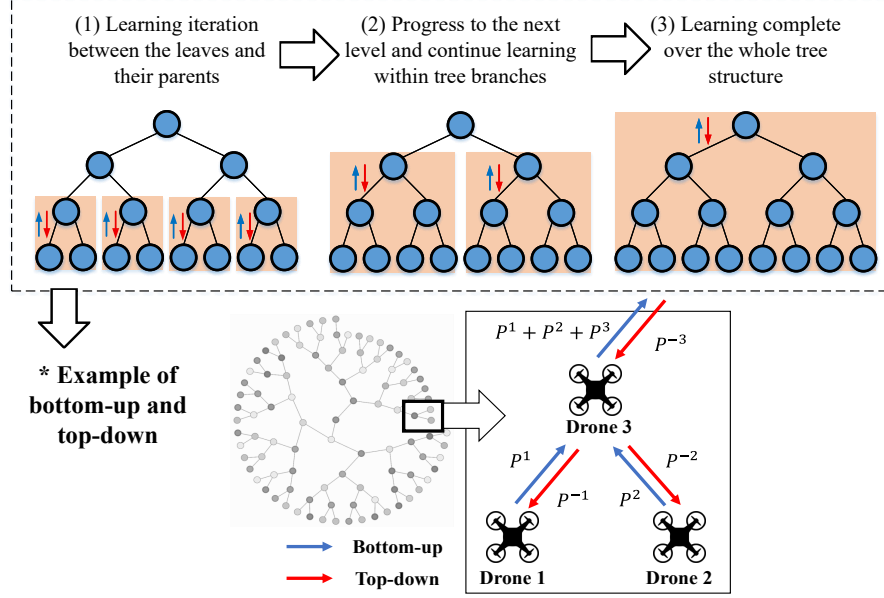 (1) Learning iteration
between the leaves and
their parents
(2) Progress to the next
level and continue learning
within tree branches
(3) Learning complete
over the whole tree
structure
* Example of
bottom-up and
top-down
P¹ + P² + P³
P⁻³
Drone 3
P¹
P⁻¹
P⁻²
P²
Drone 1
Drone 2
Bottom-up
Top-down